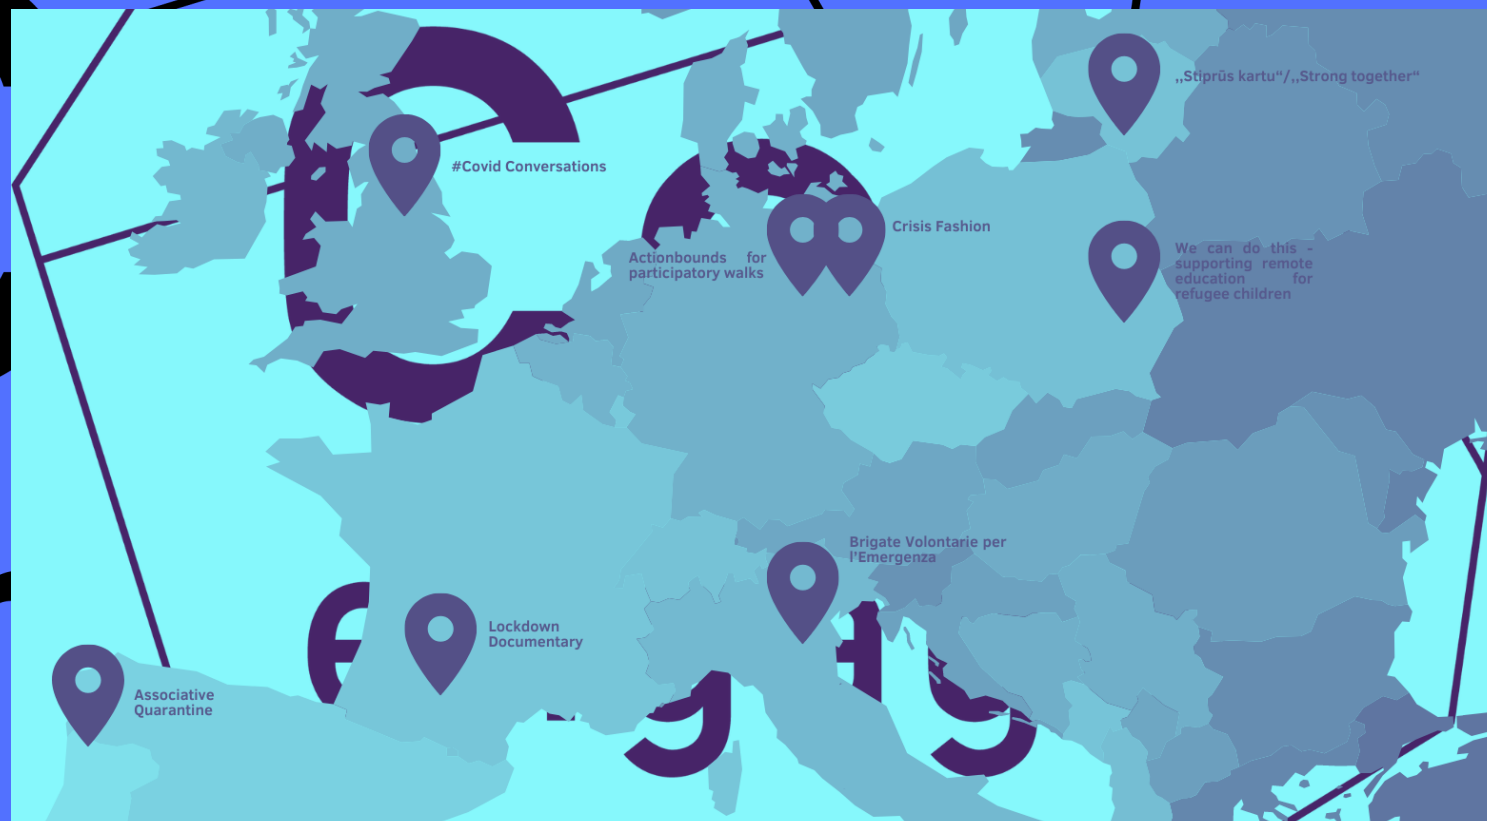 „Stiprūs kartu“/„Strong together“
#Covid Conversations
Crisis Fashion
Actionbounds for
participatory walks
We can do this -
supporting remote
education for
refugee children
Brigate Volontarie per
l'Emergenza
Lockdown
Documentary
Associative
Quarantine